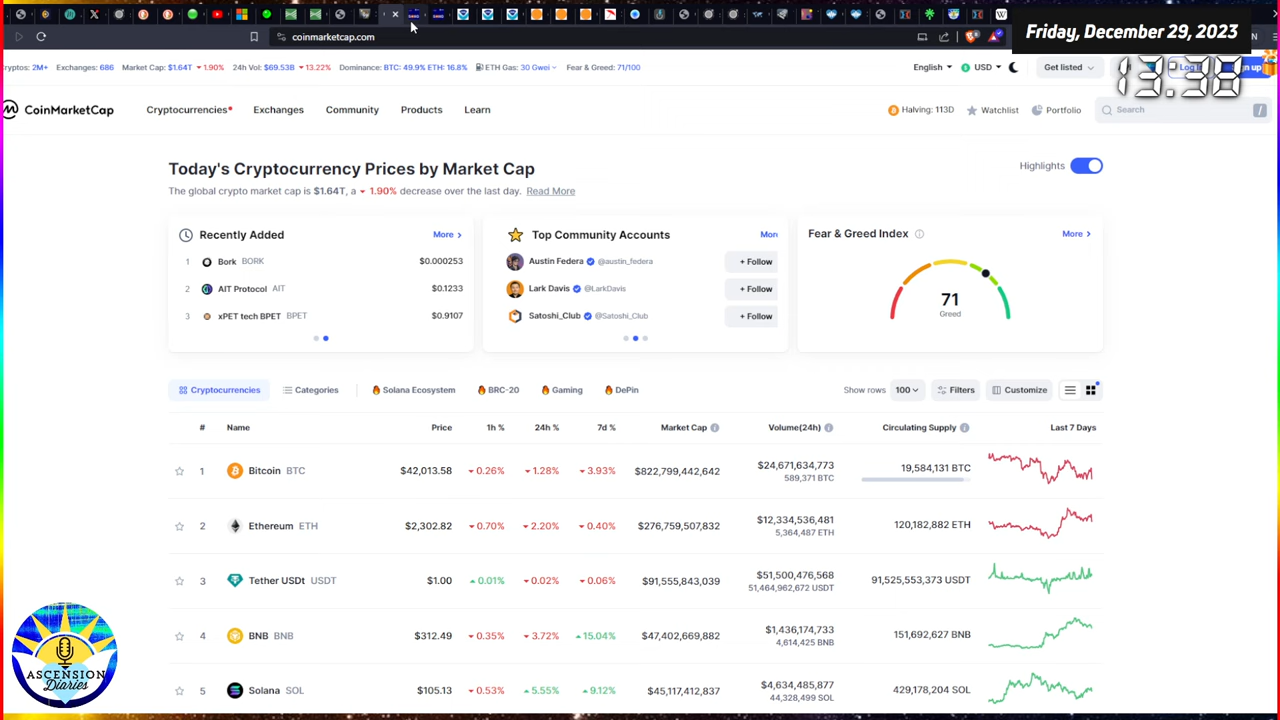 coinmarketcap.com
Friday, December 29, 2023
13:38
Cryptos: 2M+ Exchanges: 686 Market Cap: $1.64T 1.90% 24h Vol: $69.53B 13.22% Dominance: BTC: 49.9% ETH: 16.8% ETH Gas: 30 Gwei Fear & Greed: 71/100
English USD Get listed
CoinMarketCap Cryptocurrencies Exchanges Community Products Learn
Halving: 113D Watchlist Portfolio Search /
Today's Cryptocurrency Prices by Market Cap
Highlights
The global crypto market cap is $1.64T, a 1.90% decrease over the last day. Read More
Recently Added More
1 Bork BORK $0.000253
2 AIT Protocol AIT $0.1233
3 xPET tech BPET BPET $0.9107
Top Community Accounts More
Austin Federa @austin_federa + Follow
Lark Davis @LarkDavis + Follow
Satoshi_Club @Satoshi_Club + Follow
Fear & Greed Index More
71
Greed
Cryptocurrencies Categories Solana Ecosystem BRC-20 Gaming DePin
Show rows 100 Filters Customize
# Name Price 1h % 24h % 7d % Market Cap Volume(24h) Circulating Supply Last 7 Days
1 Bitcoin BTC $42,013.58 0.26% 1.28% 3.93% $822,799,442,642 $24,671,634,773 19,584,131 BTC
589,371 BTC
2 Ethereum ETH $2,302.82 0.70% 2.20% 0.40% $276,759,507,832 $12,334,536,481 120,182,882 ETH
5,364,487 ETH
3 Tether USDt USDT $1.00 0.01% 0.02% 0.06% $91,555,843,039 $51,500,476,568 91,525,553,373 USDT
51,464,962,672 USDT
4 BNB BNB $312.49 0.35% 3.72% 15.04% $47,402,669,882 $1,436,174,733 151,692,627 BNB
4,614,425 BNB
5 Solana SOL $105.13 0.53% 5.55% 9.12% $45,117,412,837 $4,634,485,877 429,178,204 SOL
44,328,499 SOL
ASCENSION
Diaries